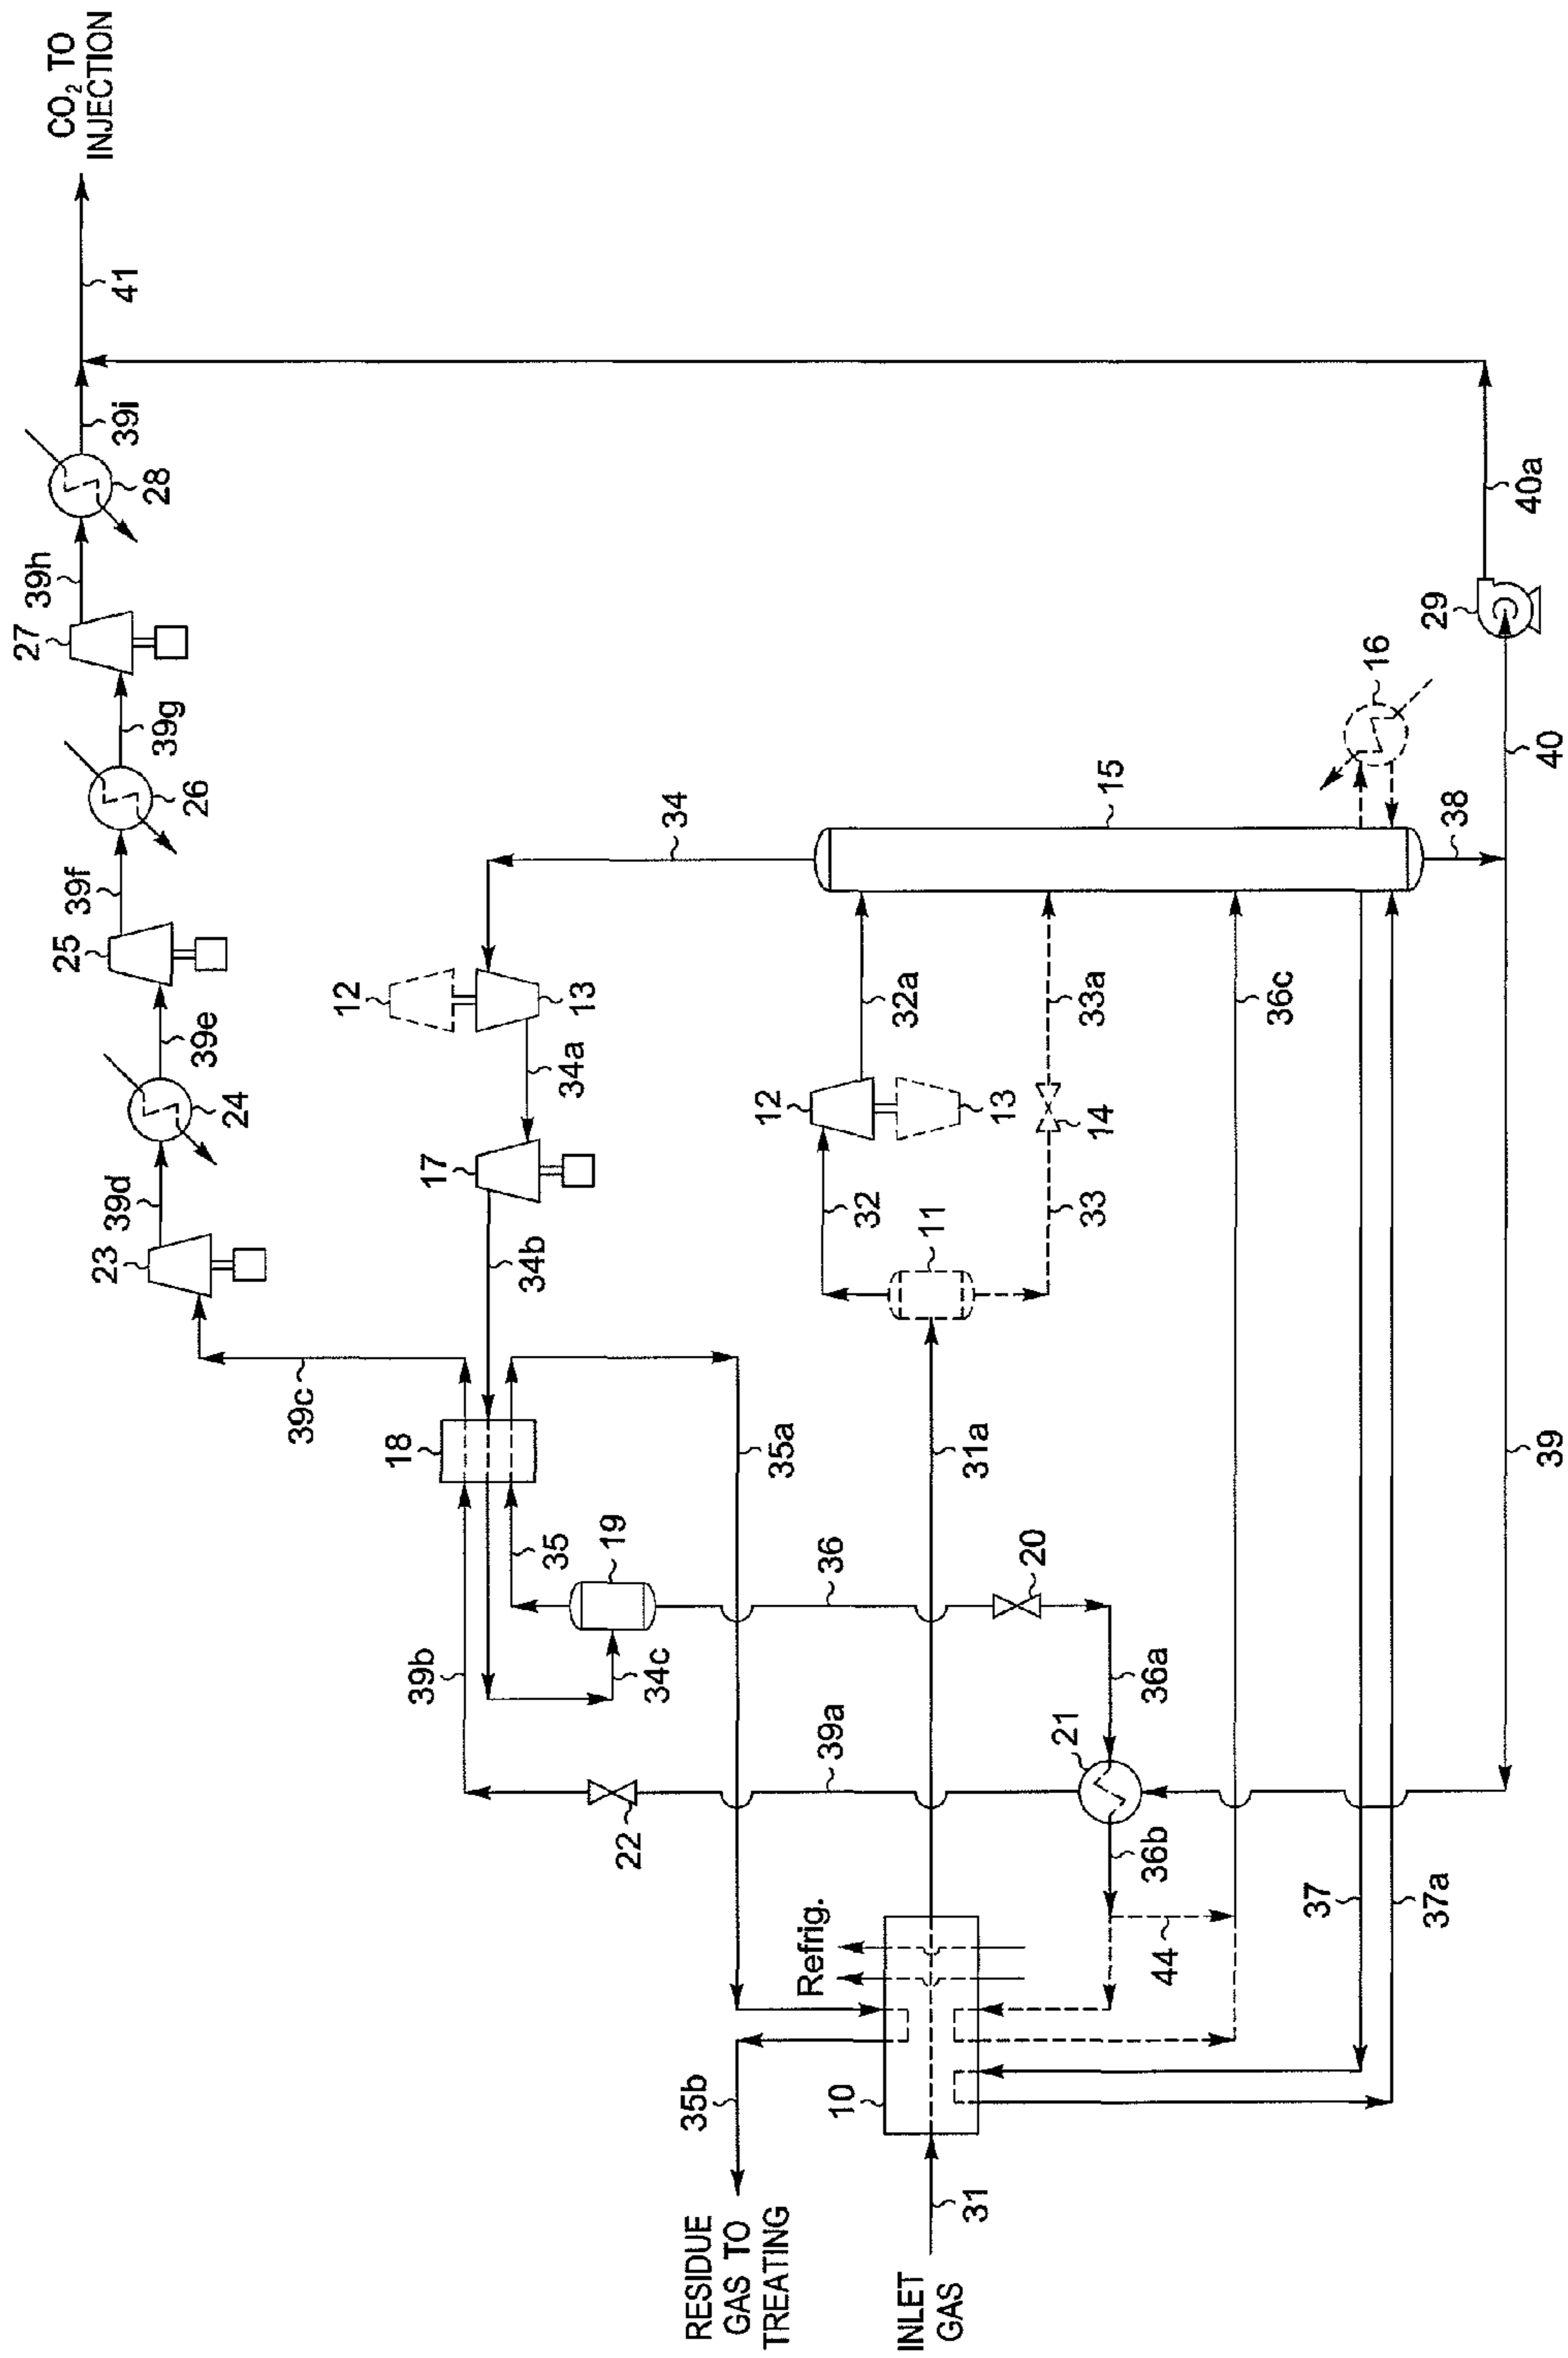 CO2 TO
INJECTION
41
39i
28
39h
27
39g
26
39f
25
39e
24
39d
23
39c
40a
29
16
40
15
38
34
12
13
34a
17
34b
18
32a
33a
36c
12
13
14
32
33
11
35a
31a
39
35
19
36
20
34c
39b
36a
39a
21
22
36b
Refrig.
44
37
37a
10
35b
31
RESIDUE
GAS TO
TREATING
INLET
GAS